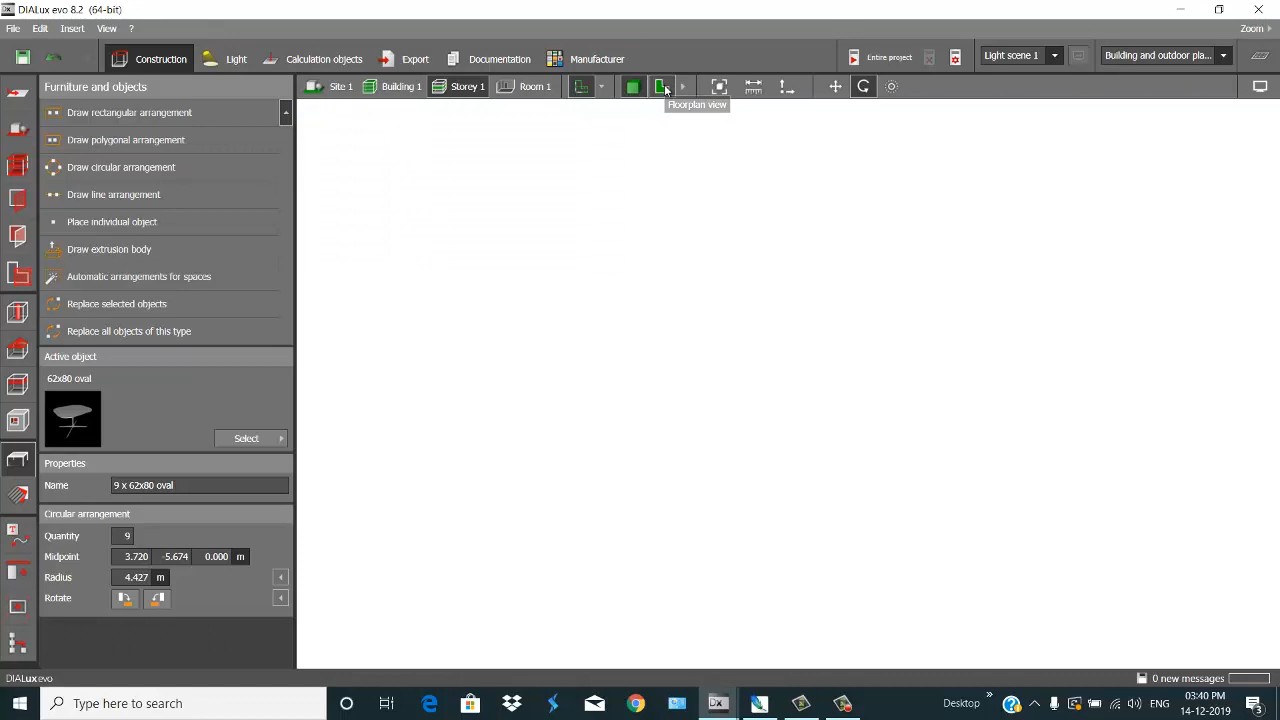 DIALux evo 8.2 (64-bit)
File Edit Insert View ? Zoom
Construction Light Calculation objects Export Documentation Manufacturer Entire project Light scene 1 Building and outdoor pla...
Furniture and objects Site 1 Building 1 Storey 1 Room 1
Floorplan view
Draw rectangular arrangement
Draw polygonal arrangement
Draw circular arrangement
Draw line arrangement
Place individual object
Draw extrusion body
Automatic arrangements for spaces
Replace selected objects
Replace all objects of this type
Active object
62x80 oval
Select
Properties
Name 9 x 62x80 oval
Circular arrangement
Quantity 9
Midpoint 3.720 -5.674 0.000 m
Radius 4.427 m
Rotate
DIALux evo 0 new messages
Type here to search Dx Desktop » ENG 03:40 PM
14-12-2019 3